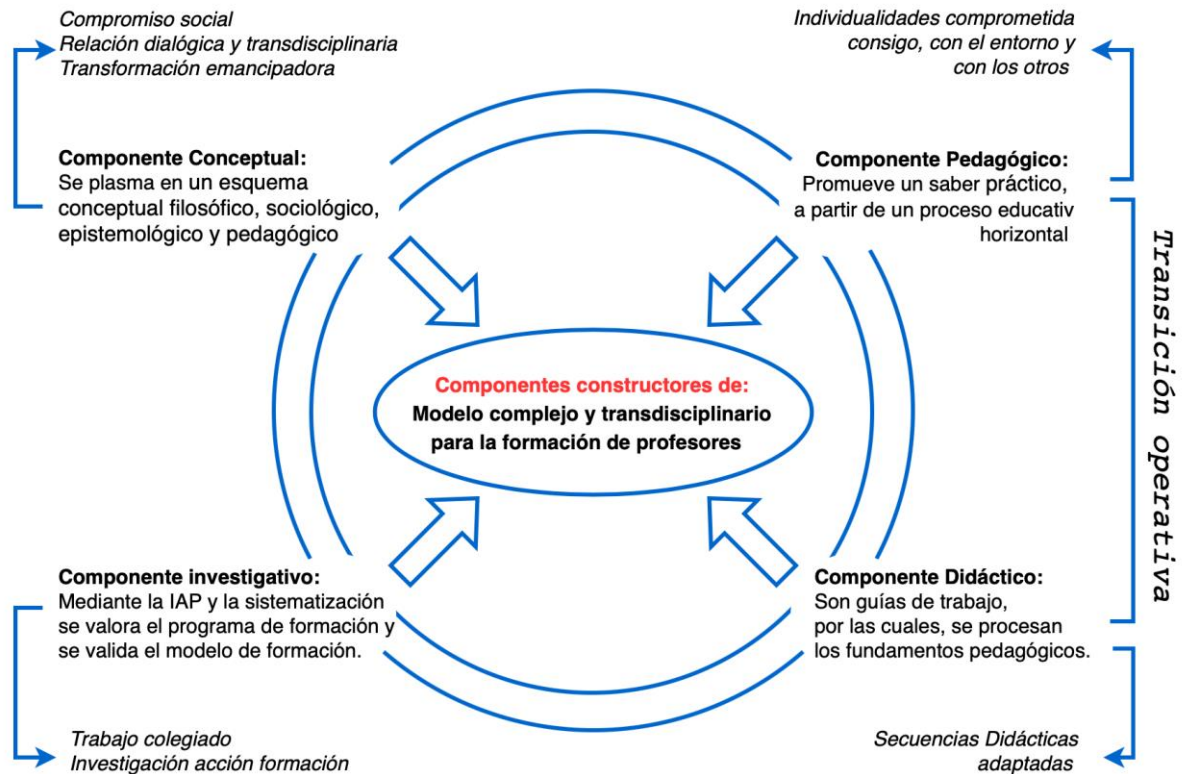 Compromiso social
Relación dialógica y transdisciplinaria
Transformación emancipadora
Individualidades comprometida
consigo, con el entorno y
con los otros
Componente Conceptual:
Se plasma en un esquema
conceptual filosófico, sociológico,
epistemológico y pedagógico
Componente Pedagógico:
Promueve un saber práctico,
a partir de un proceso educativ
horizontal
Transición operativa
Componentes constructores de:
Modelo complejo y transdisciplinario
para la formación de profesores
Componente investigativo:
Mediante la IAP y la sistematización
se valora el programa de formación y
se valida el modelo de formación.
Componente Didáctico:
Son guías de trabajo,
por las cuales, se procesan
los fundamentos pedagógicos.
Trabajo colegiado
Investigación acción formación
Secuencias Didácticas
adaptadas